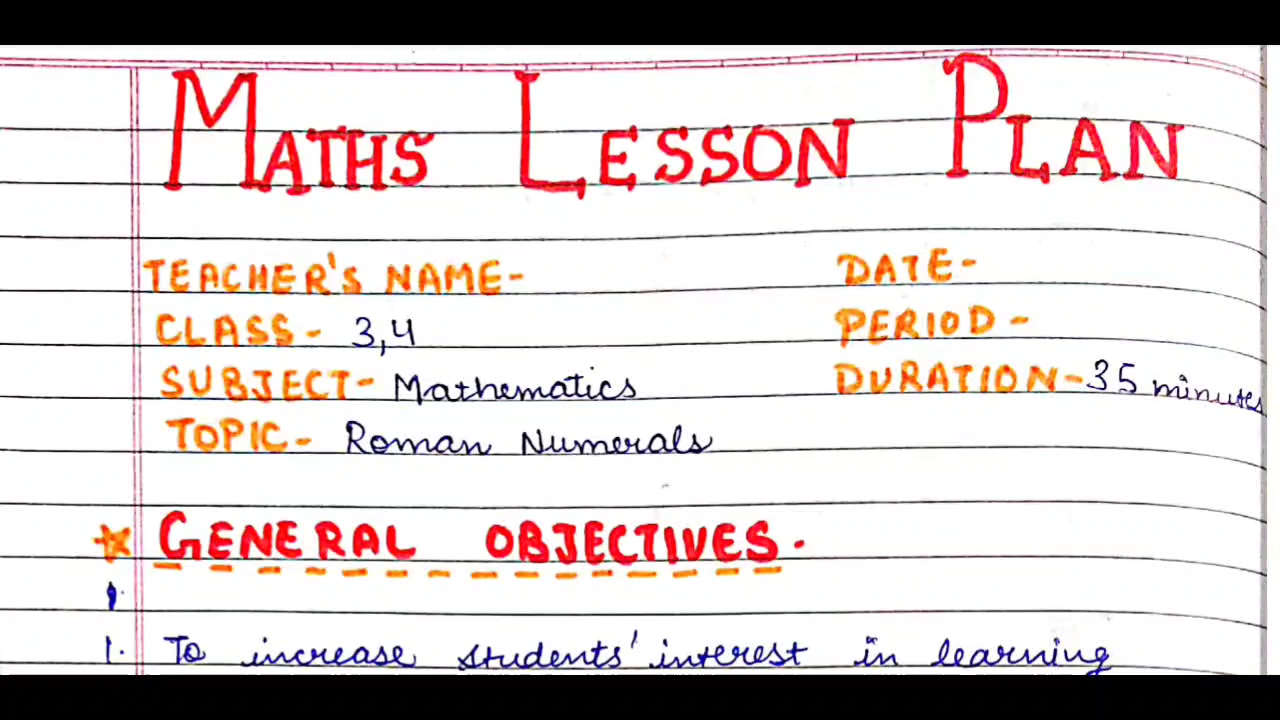 MATHS LESSON PLAN
TEACHER'S NAME- DATE-
CLASS- 3,4 PERIOD-
SUBJECT- Mathematics DURATION-35 minutes
TOPIC- Roman Numerals
GENERAL OBJECTIVES.
1.
1. To increase students' interest in learning